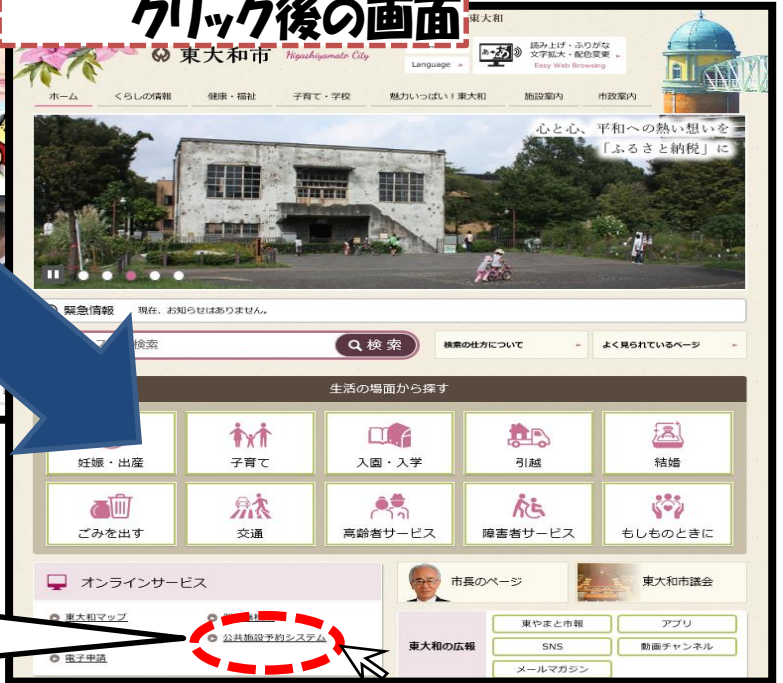 クリック後の画面
東大和
東大和市 Higashiyamato City
Language
あ→あぁ
読み上げ・ふりがな
文字拡大・配色変更
Easy Web Browsing
ホーム くらしの情報 健康・福祉 子育て・学校 魅力いっぱい！東大和 施設案内 市政案内
心と心、平和への熱い想いを
「ふるさと納税」に
緊急情報 現在、お知らせはありません。
検索
検索
検索の仕方について
よく見られているページ
生活の場面から探す
妊娠・出産 子育て 入園・入学 引越 結婚
ごみを出す 交通 高齢者サービス 障害者サービス もしものときに
オンラインサービス
市長のページ
東大和市議会
東大和マップ
公共施設予約システム
電子申請
東大和の広報
東やまと市報 アプリ
SNS 動画チャンネル
メールマガジン